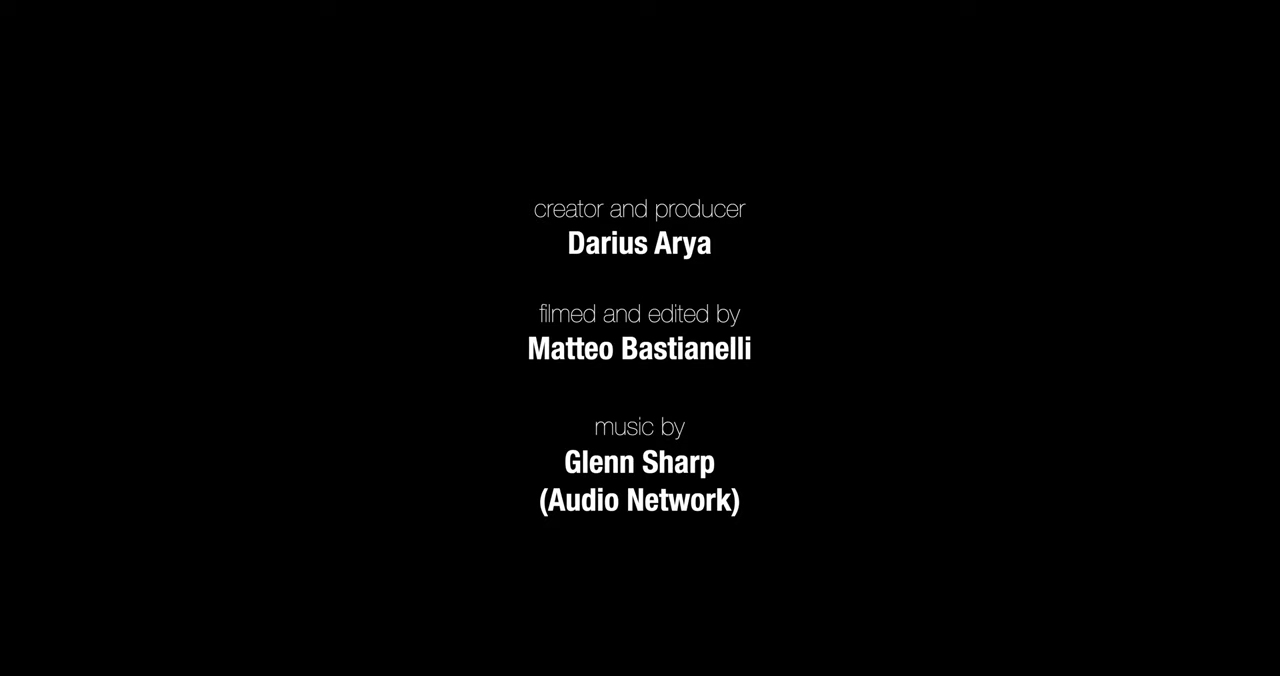 creator and producer
Darius Arya
filmed and edited by
Matteo Bastianelli
music by
Glenn Sharp
(Audio Network)